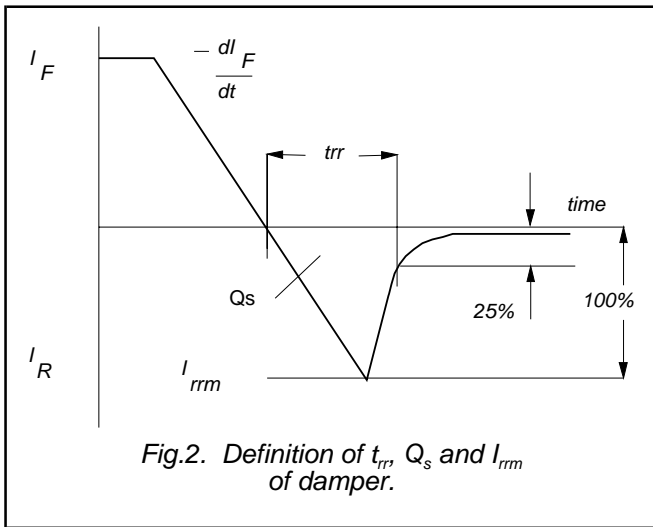 I F
- dI F
dt
trr
time
Qs
25%
100%
I R
I rrm
Fig.2. Definition of trr, Qs and Irrm
of damper.